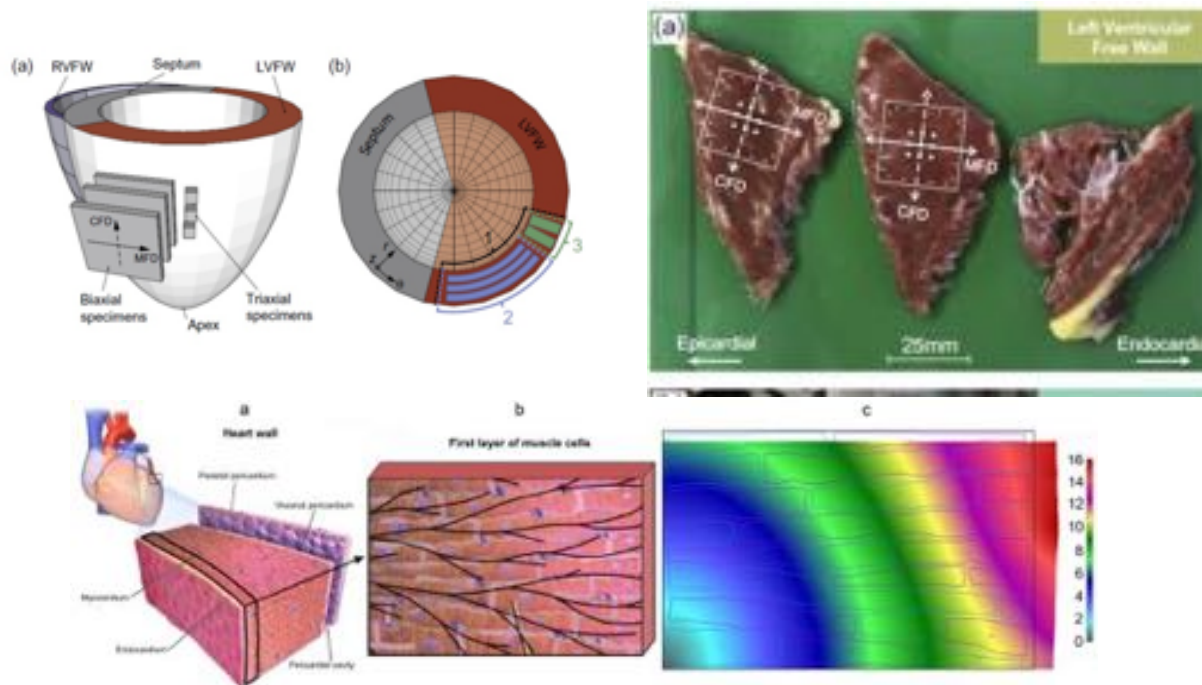 (a)
RVFW
Septum
LVFW
CFD
MFD
Biaxial
specimens
Triaxial
specimens
Apex
(b)
Septum
LVFW
1
r
z
2
3
(a)
Left Ventricular
Free Wall
MFD
CFD
MFD
CFD
Epicardial
25mm
Endocardia
a
Heart wall
Parietal pericardium
Visceral pericardium
Myocardium
Endocardium
Pericardial cavity
b
First layer of muscle cells
c
16
14
12
10
8
6
4
2
0